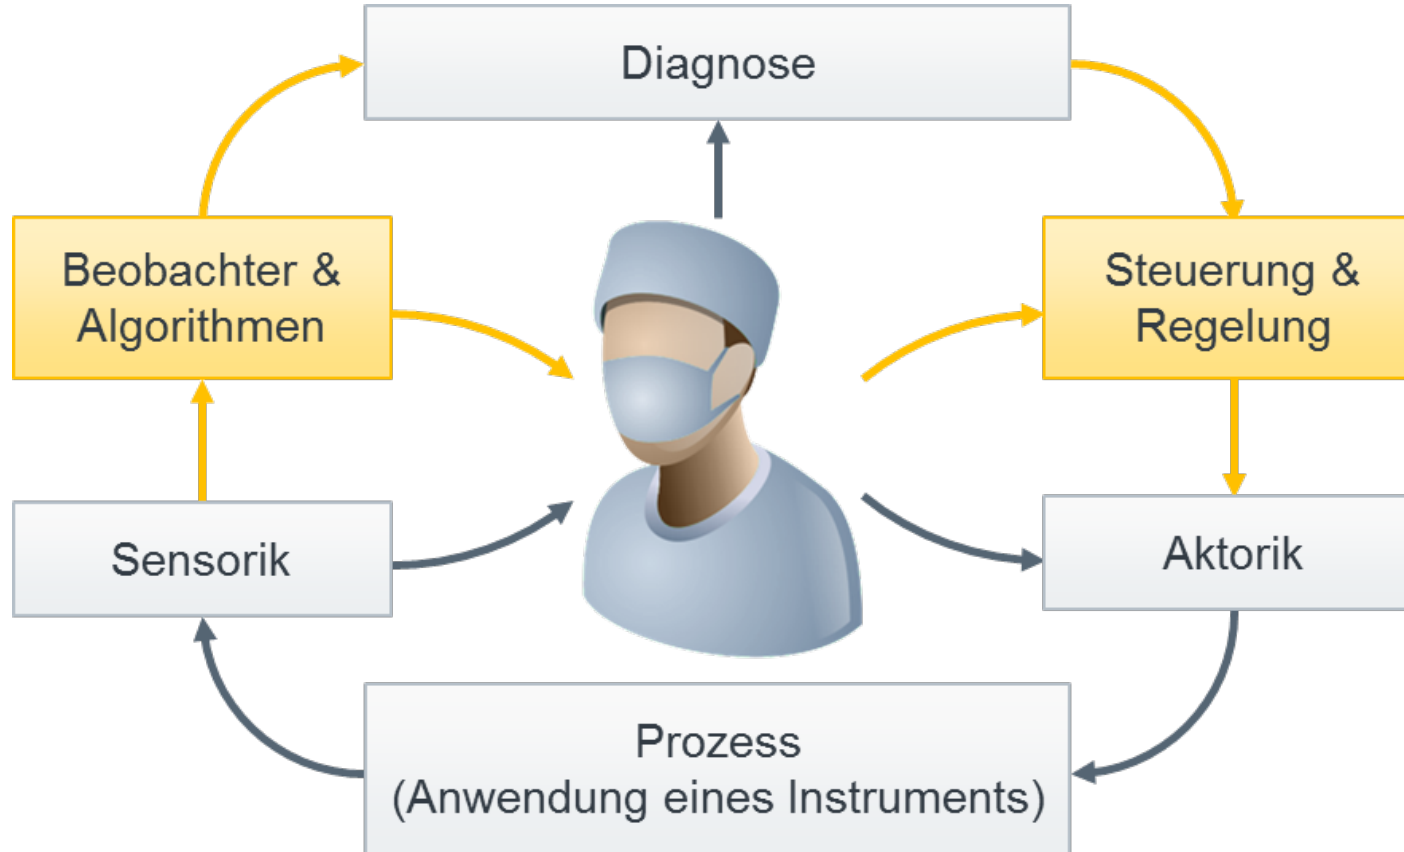 Diagnose
Beobachter &
Algorithmen
Steuerung &
Regelung
Sensorik
Aktorik
Prozess
(Anwendung eines Instruments)